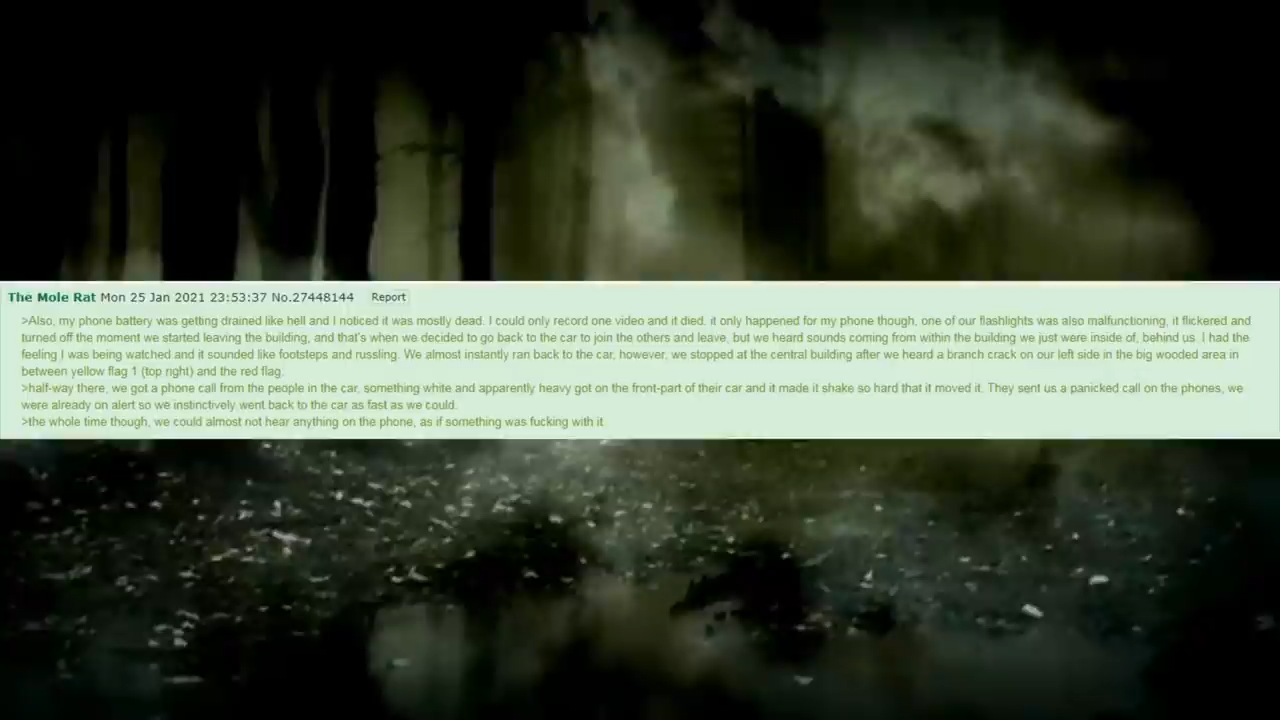 The Mole Rat Mon 25 Jan 2021 23:53:37 No.27448144 Report
>Also, my phone battery was getting drained like hell and I noticed it was mostly dead. I could only record one video and it died. it only happened for my phone though, one of our flashlights was also malfunctioning, it flickered and
turned off the moment we started leaving the building, and that's when we decided to go back to the car to join the others and leave, but we heard sounds coming from within the building we just were inside of, behind us. I had the
feeling I was being watched and it sounded like footsteps and russling. We almost instantly ran back to the car, however, we stopped at the central building after we heard a branch crack on our left side in the big wooded area in
between yellow flag 1 (top right) and the red flag.
>half-way there, we got a phone call from the people in the car, something white and apparently heavy got on the front-part of their car and it made it shake so hard that it moved it. They sent us a panicked call on the phones, we
were already on alert so we instinctively went back to the car as fast as we could.
>the whole time though, we could almost not hear anything on the phone, as if something was fucking with it